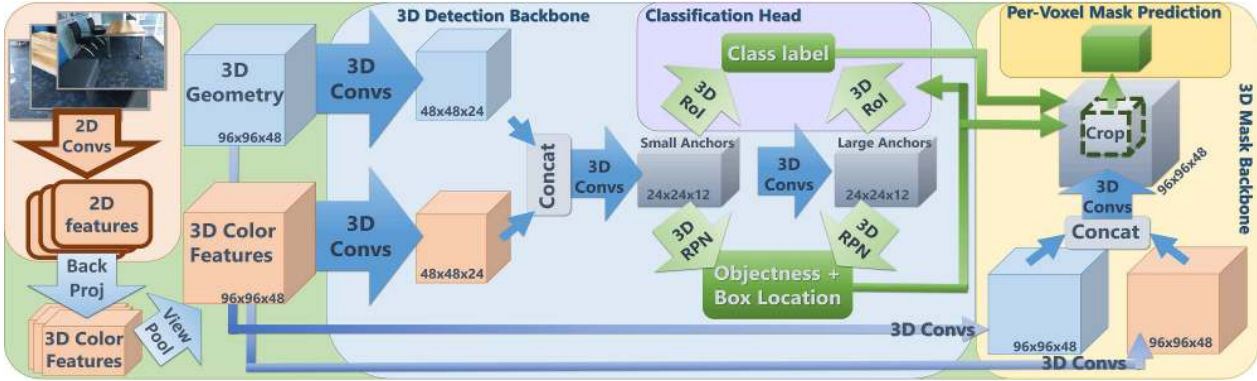 3D Detection Backbone
Classification Head
Per-Voxel Mask Prediction
2D
Convs
2D
features
Back
Proj
3D Color
Features
View
Pool
3D
Geometry
96x96x48
3D Color
Features
96x96x48
3D
Convs
3D
Convs
48x48x24
48x48x24
Concat
3D
Convs
Small Anchors
24x24x12
3D
Convs
Large Anchors
24x24x12
Class label
3D
RoI
3D
RoI
3D
RPN
3D
RPN
Objectness +
Box Location
3D Convs
3D Convs
Crop
96x96x48
3D
Convs
Concat
96x96x48
96x96x48
3D Mask Backbone